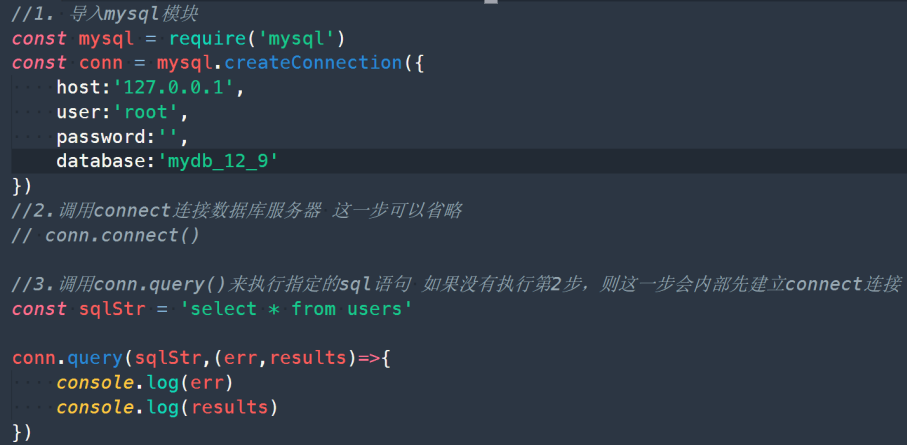 //1. 导入mysql模块
const mysql = require('mysql')
const conn = mysql.createConnection({
    host:'127.0.0.1',
    user:'root',
    password:'',
    database:'mydb_12_9'
})
//2.调用connect连接数据库服务器 这一步可以省略
// conn.connect()

//3.调用conn.query()来执行指定的sql语句 如果没有执行第2步，则这一步会内部先建立connect连接
const sqlStr = 'select * from users'

conn.query(sqlStr,(err,results)=>{
    console.log(err)
    console.log(results)
})